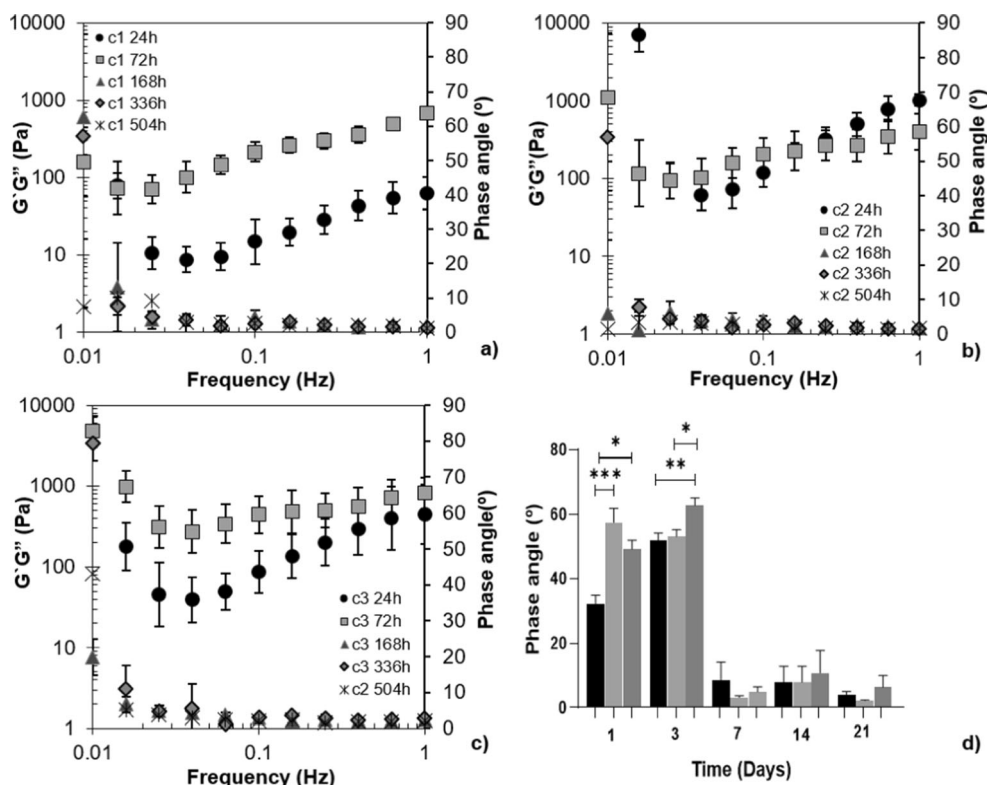 10000
1000
100
10
1
G'G'' (Pa)
c1 24h
c1 72h
c1 168h
c1 336h
c1 504h
90
80
70
60
50
40
30
20
10
0
Phase angle (º)
0.01 0.1 1
Frequency (Hz)
a)
10000
1000
100
10
1
G'G''(Pa)
c2 24h
c2 72h
c2 168h
c2 336h
c2 504h
90
80
70
60
50
40
30
20
10
0
Phase angle (º)
0.01 0.1 1
Frequency (Hz)
b)
10000
1000
100
10
1
G`G'' (Pa)
c3 24h
c3 72h
c3 168h
c3 336h
c2 504h
90
80
70
60
50
40
30
20
10
0
Phase angle(º)
0.01 0.1 1
Frequency (Hz)
c)
80
60
40
20
0
Phase angle (º)
*
***
*
**
1 3 7 14 21
Time (Days)
d)